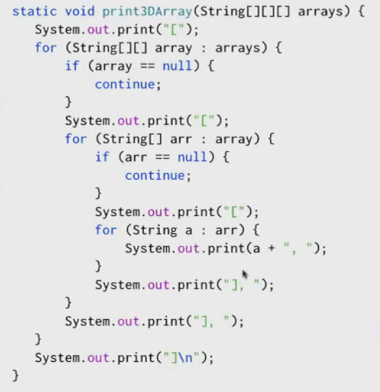 static void print3DArray(String[][][] arrays) {
    System.out.print("[");
    for (String[][] array : arrays) {
        if (array == null) {
            continue;
        }
        System.out.print("[");
        for (String[] arr : array) {
            if (arr == null) {
                continue;
            }
            System.out.print("[");
            for (String a : arr) {
                System.out.print(a + ", ");
            }
            System.out.print("], ");
        }
        System.out.print("], ");
    }
    System.out.print("]\n");
}